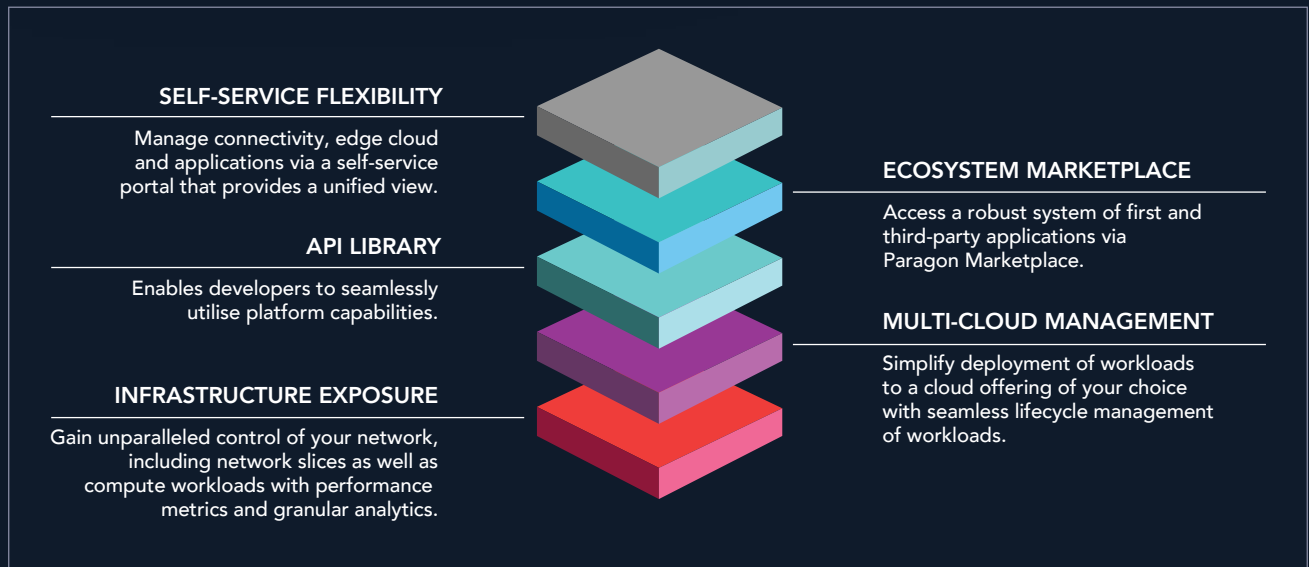 SELF-SERVICE FLEXIBILITY
Manage connectivity, edge cloud
and applications via a self-service
portal that provides a unified view.
ECOSYSTEM MARKETPLACE
Access a robust system of first and
third-party applications via
Paragon Marketplace.
API LIBRARY
Enables developers to seamlessly
utilise platform capabilities.
MULTI-CLOUD MANAGEMENT
Simplify deployment of workloads
to a cloud offering of your choice
with seamless lifecycle management
of workloads.
INFRASTRUCTURE EXPOSURE
Gain unparalleled control of your network,
including network slices as well as
compute workloads with performance
metrics and granular analytics.